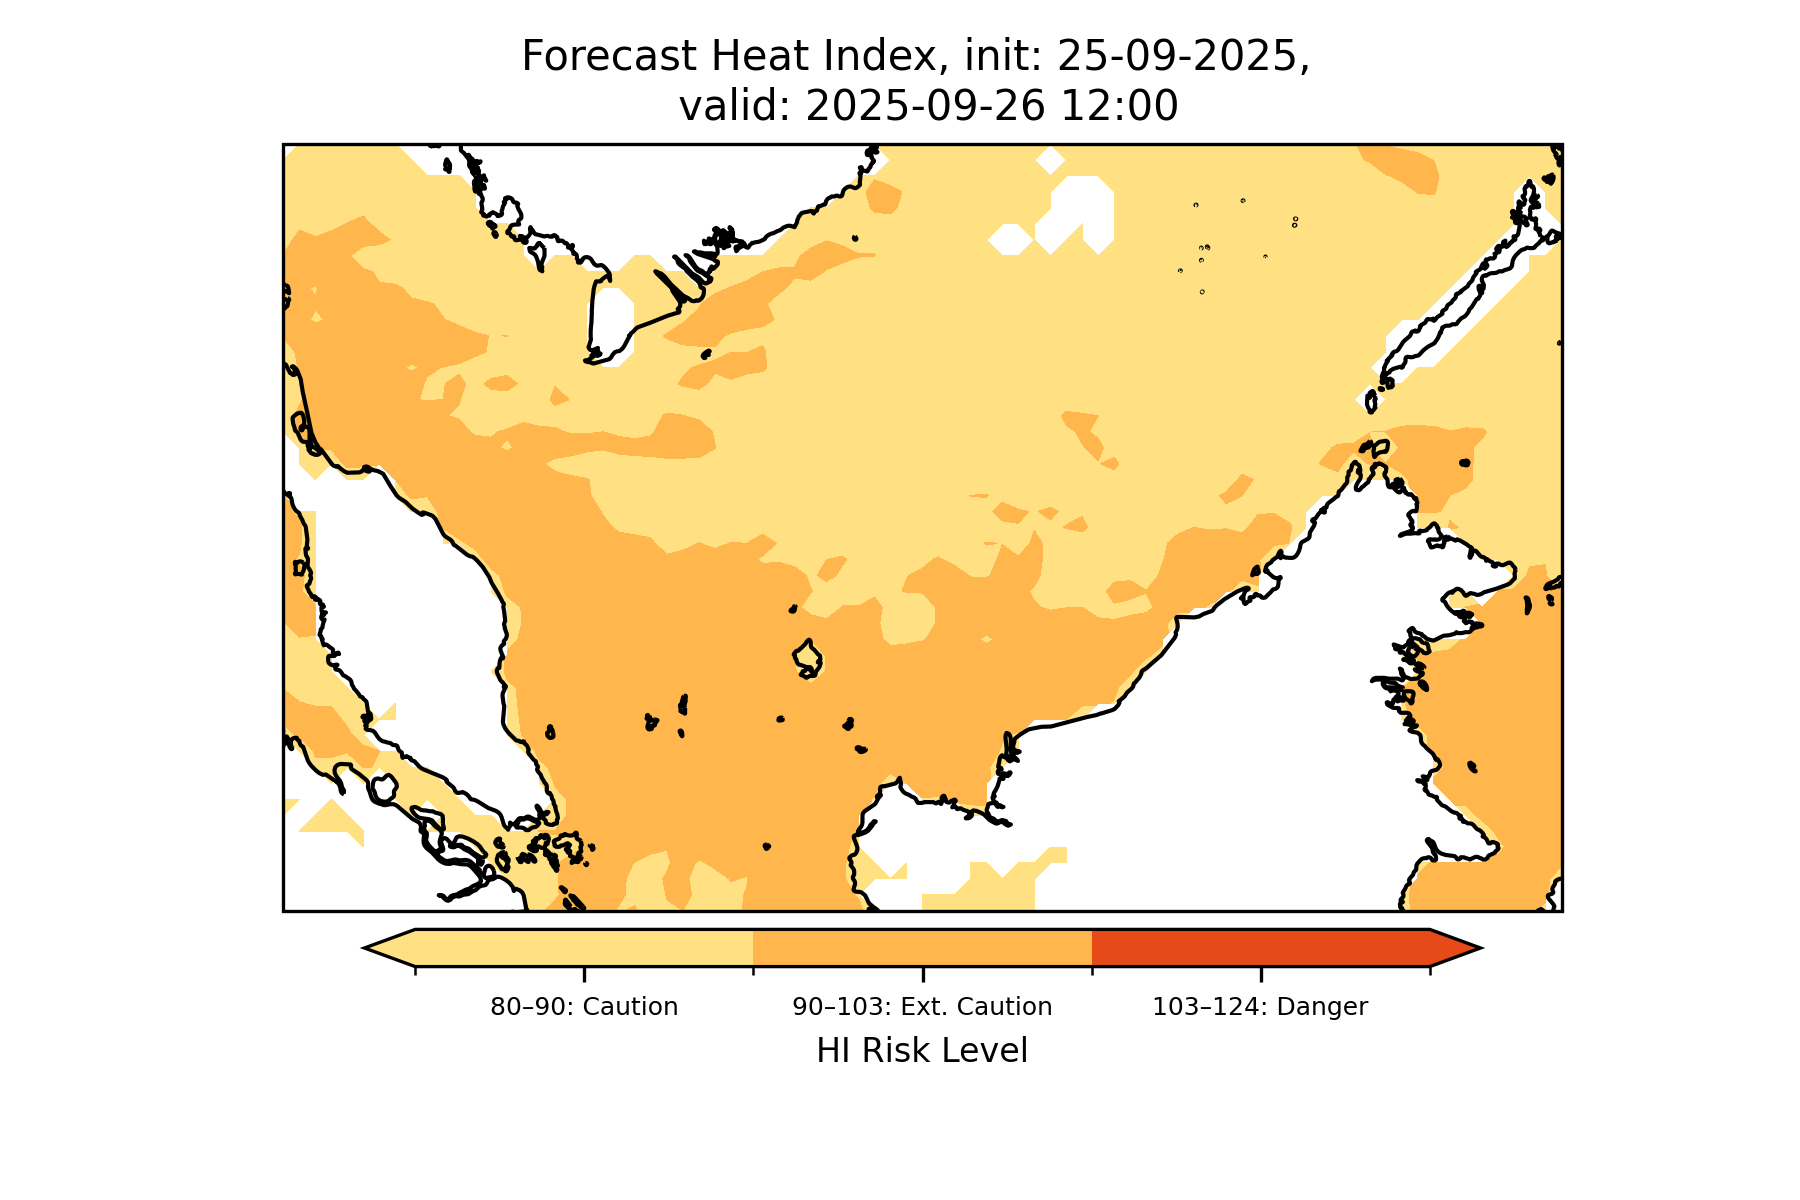 Forecast Heat Index, init: 25-09-2025,
valid: 2025-09-26 12:00
80–90: Caution
90–103: Ext. Caution
103–124: Danger
HI Risk Level